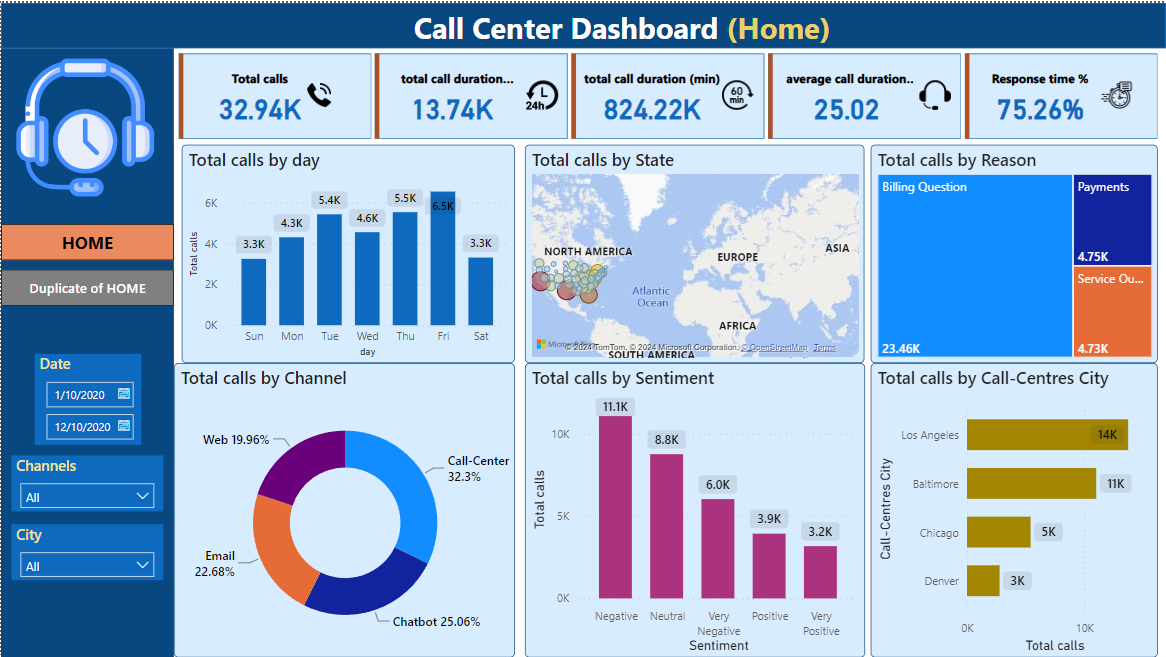 Call Center Dashboard (Home)
Total calls
32.94K
total call duration...
13.74K
24h
total call duration (min)
824.22K
60
min
average call duration..
25.02
Response time %
75.26%
HOME
Duplicate of HOME
Date
1/10/2020
12/10/2020
Channels
All
City
All
Total calls by day
Total calls
6K
4K
2K
0K
3.3K
4.3K
5.4K
4.6K
5.5K
6.5K
3.3K
Sun Mon Tue Wed Thu Fri Sat
day
Total calls by State
NORTH AMERICA
EUROPE
ASIA
Atlantic
Ocean
AFRICA
SOUTH AMERICA
© 2024 TomTom, © 2024 Microsoft Corporation, © OpenStreetMap Terms
Total calls by Reason
Billing Question
23.46K
Payments
4.75K
Service Ou...
4.73K
Total calls by Channel
Web 19.96%
Call-Center
32.3%
Email
22.68%
Chatbot 25.06%
Total calls by Sentiment
Total calls
10K
5K
0K
11.1K
8.8K
6.0K
3.9K
3.2K
Negative Neutral Very Negative Positive Very Positive
Sentiment
Total calls by Call-Centres City
Call-Centres City
Los Angeles 14K
Baltimore 11K
Chicago 5K
Denver 3K
0K 10K
Total calls